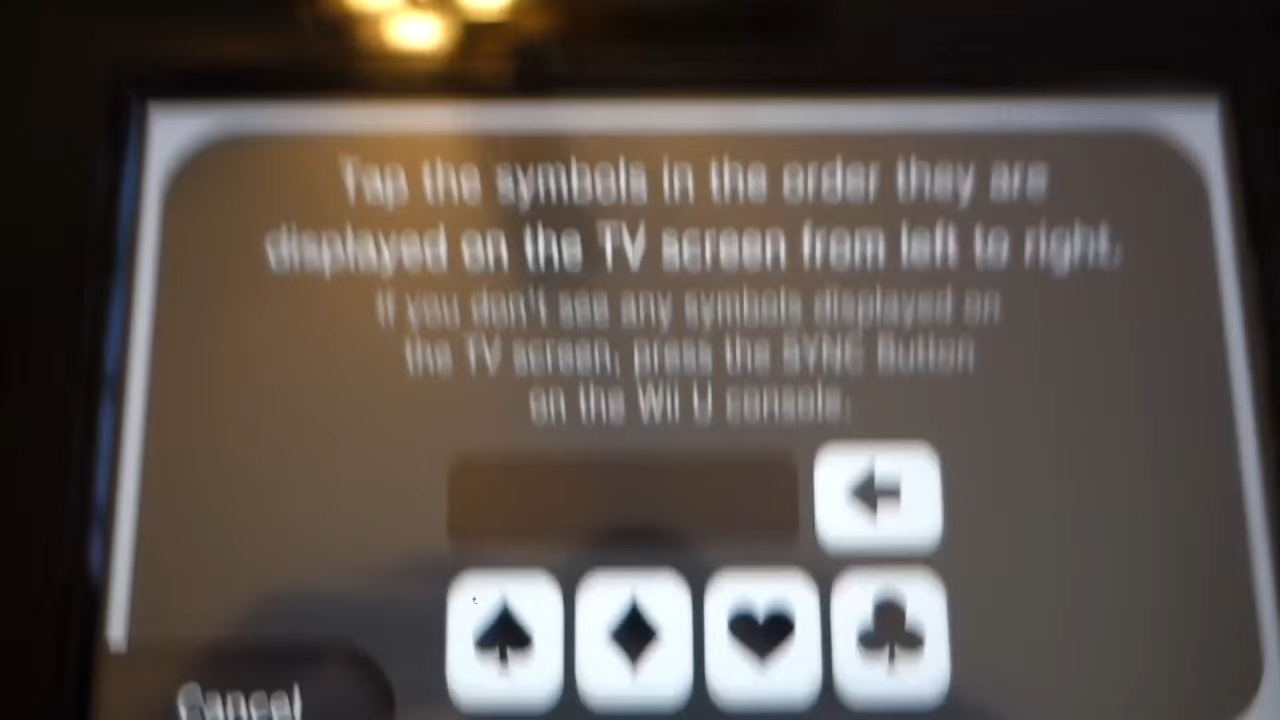 Tap the symbols in the order they are
displayed on the TV screen from left to right.
If you don't see any symbols displayed on
the TV screen, press the SYNC Button
on the Wii U console.
Cancel